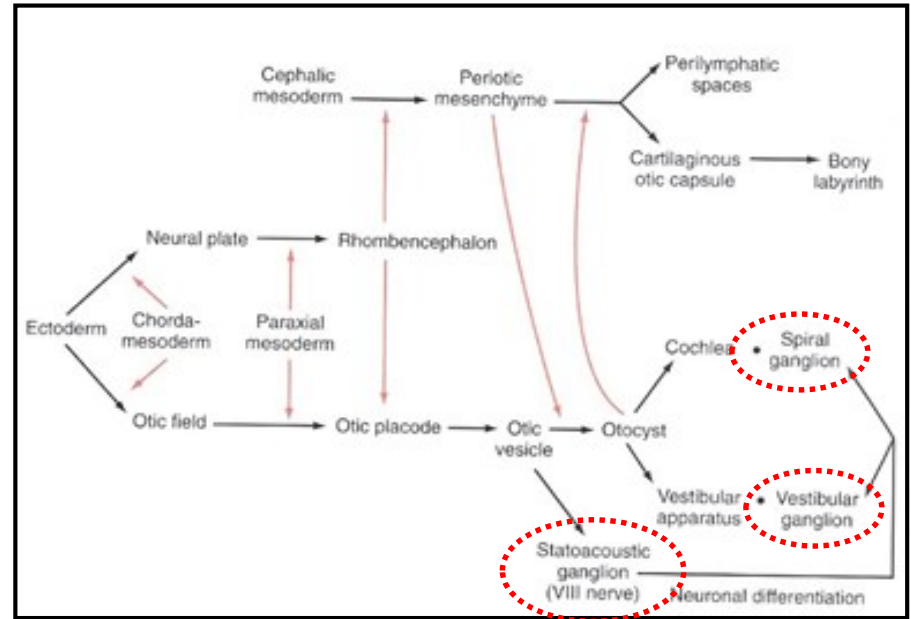 Cephalic
mesoderm
Periotic
mesenchyme
Perilymphatic
spaces
Cartilaginous
otic capsule
Bony
labyrinth
Neural plate
Rhombencephalon
Ectoderm
Chorda-
mesoderm
Paraxial
mesoderm
Cochlea
Spiral
ganglion
Otic field
Otic placode
Otic
vesicle
Otocyst
Vestibular
apparatus
Vestibular
ganglion
Statoacoustic
ganglion
(VIII nerve)
Neuronal differentiation